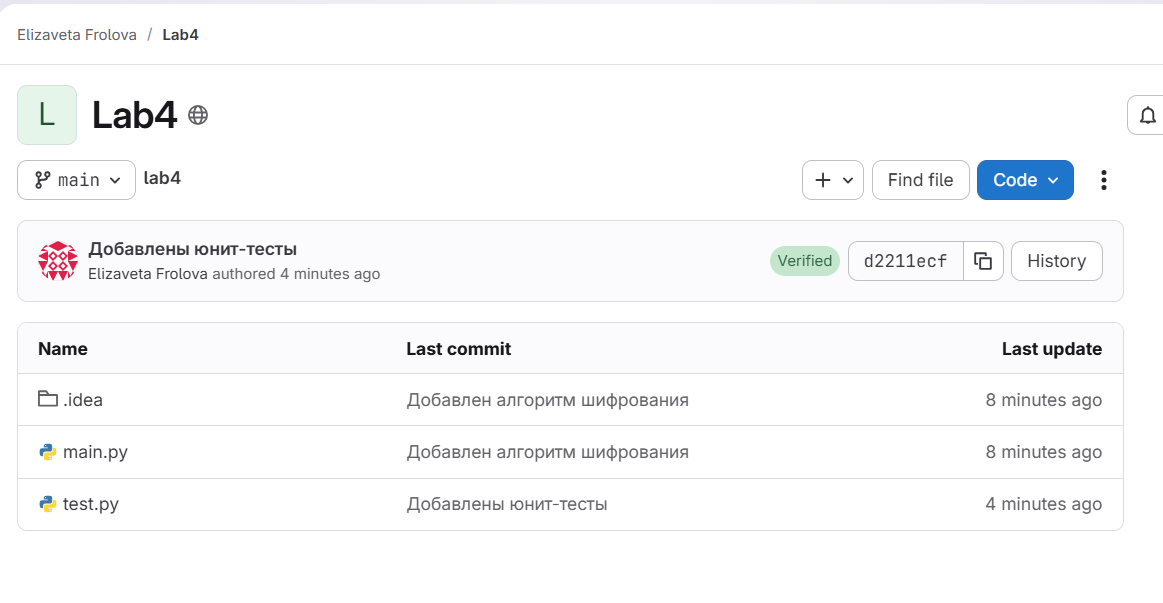 Elizaveta Frolova / Lab4
L Lab4
main lab4 Find file Code
Добавлены юнит-тесты
Elizaveta Frolova authored 4 minutes ago
Verified d2211ecf History
Name Last commit Last update
.idea Добавлен алгоритм шифрования 8 minutes ago
main.py Добавлен алгоритм шифрования 8 minutes ago
test.py Добавлены юнит-тесты 4 minutes ago